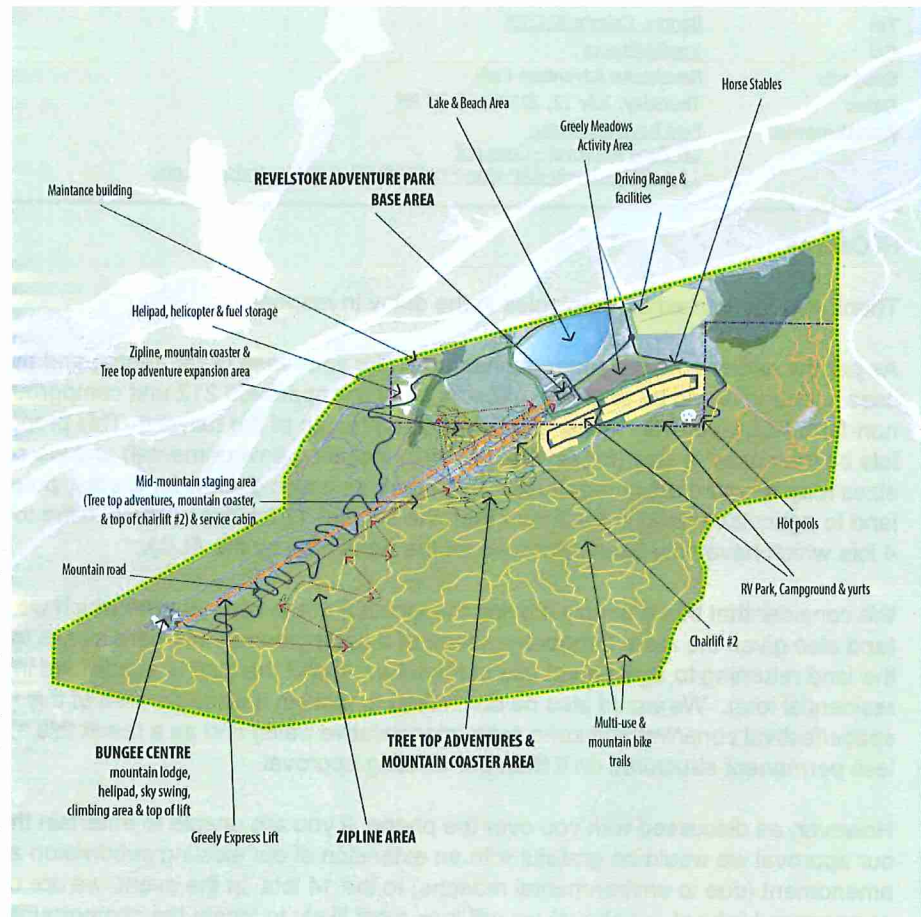 Horse Stables
Lake & Beach Area
Greely Meadows
Activity Area
Driving Range &
facilities
REVELSTOKE ADVENTURE PARK
BASE AREA
Maintance building
Helipad, helicopter & fuel storage
Zipline, mountain coaster &
Tree top adventure expansion area
Mid-mountain staging area
(Tree top adventures, mountain coaster,
& top of chairlift #2) & service cabin
Mountain road
Hot pools
RV Park, Campground & yurts
Chairlift #2
Multi-use &
mountain bike
trails
TREE TOP ADVENTURES &
MOUNTAIN COASTER AREA
BUNGEE CENTRE
mountain lodge,
helipad, sky swing,
climbing area & top of lift
Greely Express Lift
ZIPLINE AREA